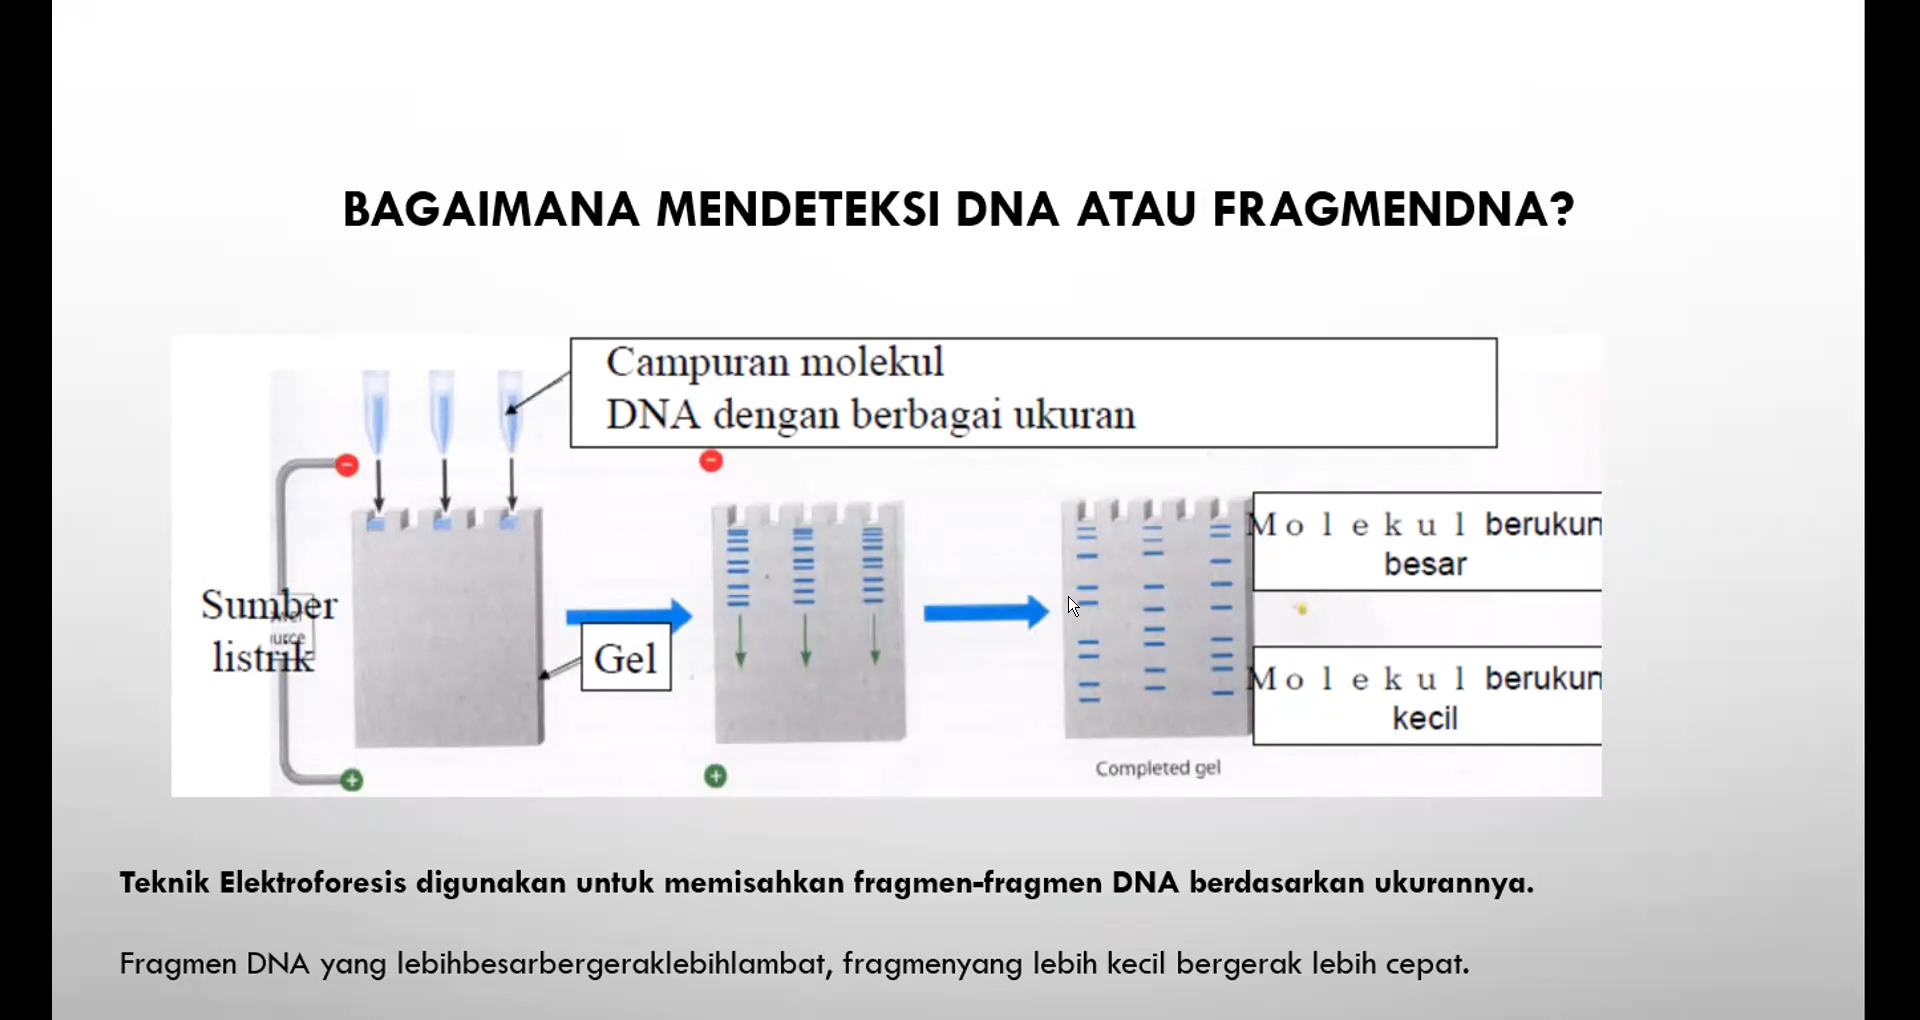 BAGAIMANA MENDETEKSI DNA ATAU FRAGMENDNA?
Campuran molekul
DNA dengan berbagai ukuran
Sumber
listrik
Gel
Molekul berukun
besar
Molekul berukun
kecil
Completed gel
Teknik Elektroforesis digunakan untuk memisahkan fragmen-fragmen DNA berdasarkan ukurannya.
Fragmen DNA yang lebihbesarbergeraklebihlambat, fragmenyang lebih kecil bergerak lebih cepat.